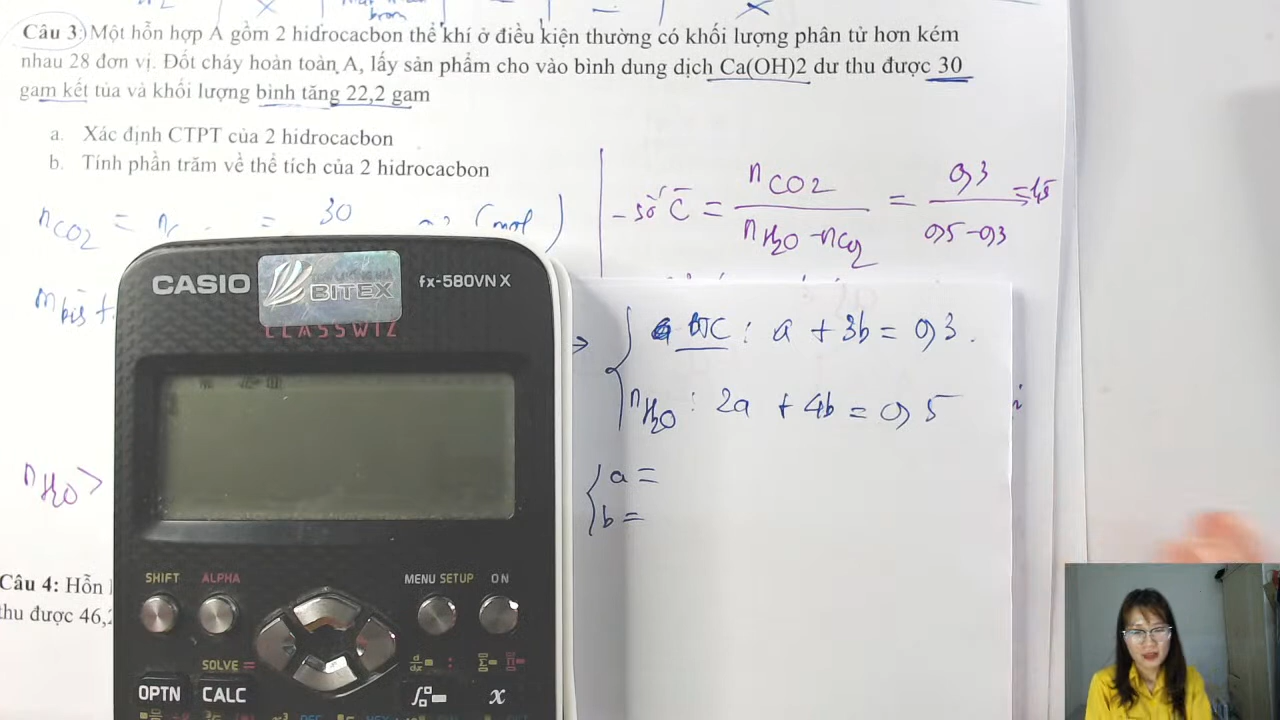 Câu 3: Một hỗn hợp A gồm 2 hidrocacbon thể khí ở điều kiện thường có khối lượng phân tử hơn kém
nhau 28 đơn vị. Đốt cháy hoàn toàn A, lấy sản phẩm cho vào bình dung dịch Ca(OH)2 dư thu được 30
gam kết tủa và khối lượng bình tăng 22,2 gam
a. Xác định CTPT của 2 hidrocacbon
b. Tính phần trăm về thể tích của 2 hidrocacbon
nCO2 = 30 (mol)
- số C̄ = nCO2 / (nH2O - nCO2) = 0,3 / (0,5-0,3) = 1,5
BTC : a + 3b = 0,3.
nH2O : 2a + 4b = 0,5
a =
b =
nH2O >
CASIO
BITEX
fx-580VN X
CLASSWIZ
SHIFT ALPHA MENU SETUP ON
SOLVE =
OPTN CALC x
Câu 4: Hỗn
thu được 46,2